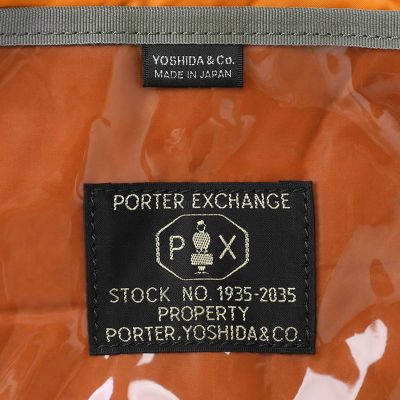 YOSHIDA & Co.
MADE IN JAPAN
PORTER EXCHANGE
P X
STOCK NO. 1935-2035
PROPERTY
PORTER,YOSHIDA&CO.